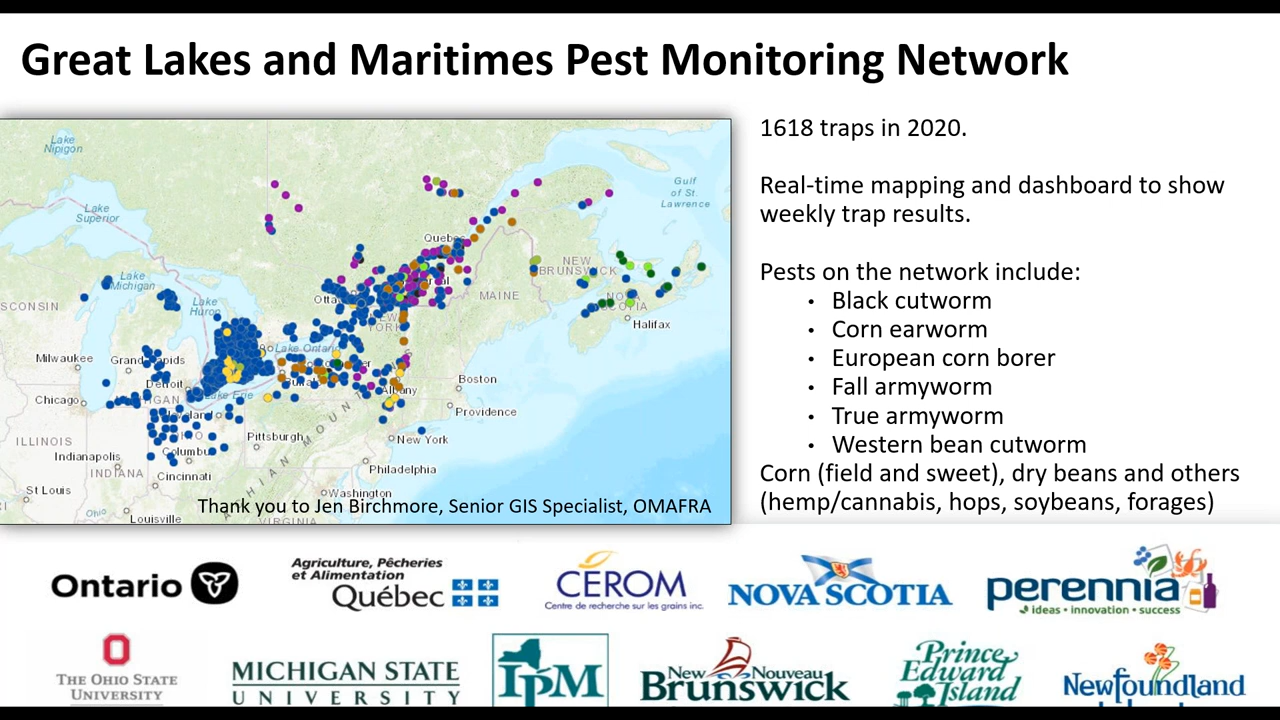 Great Lakes and Maritimes Pest Monitoring Network
Lake
Nipigon
Lake
Superior
Gulf
of St.
Lawrence
Quebec
NEW
BRUNSWICK
MAINE
Lake
Michigan
Lake
Huron
Halifax
Lake Ontario
Milwaukee
Grand Rapids
Detroit
Albany
Boston
Chicago
Lake Erie
Providence
New York
Pittsburgh
ILLINOIS
Indianapolis
INDIANA
Columbus
Philadelphia
Cincinnati
St Louis
Washington
Ohio
Louisville
VIRGINIA
Thank you to Jen Birchmore, Senior GIS Specialist, OMAFRA
1618 traps in 2020.
Real-time mapping and dashboard to show
weekly trap results.
Pests on the network include:
• Black cutworm
• Corn earworm
• European corn borer
• Fall armyworm
• True armyworm
• Western bean cutworm
Corn (field and sweet), dry beans and others
(hemp/cannabis, hops, soybeans, forages)
Ontario
Agriculture, Pêcheries
et Alimentation
Québec
CEROM
Centre de recherche sur les grains inc.
NOVA SCOTIA
perennia
ideas • innovation • success
THE OHIO STATE
UNIVERSITY
MICHIGAN STATE
UNIVERSITY
IPM
New Nouveau
Brunswick
Prince
Edward
Island
Newfoundland